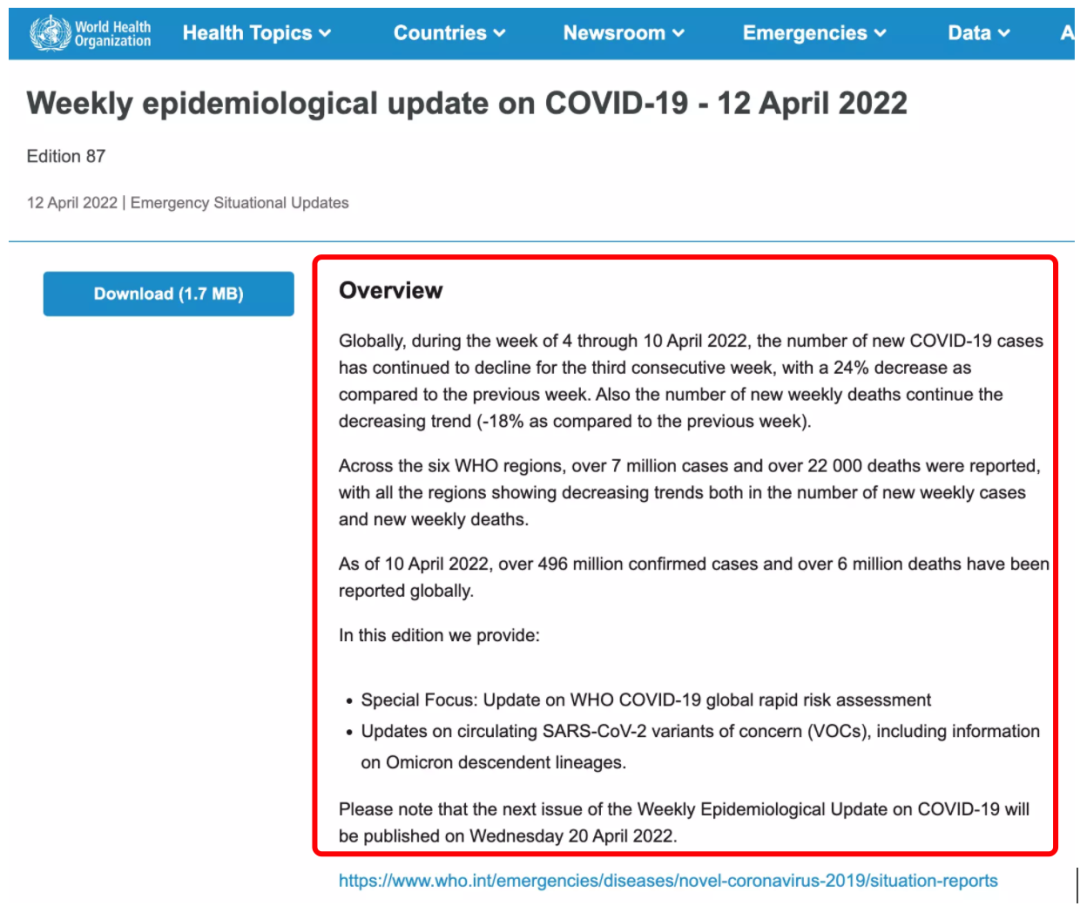 World Health
Organization
Health Topics
Countries
Newsroom
Emergencies
Data
A
Weekly epidemiological update on COVID-19 - 12 April 2022
Edition 87
12 April 2022 | Emergency Situational Updates
Download (1.7 MB)
Overview
Globally, during the week of 4 through 10 April 2022, the number of new COVID-19 cases
has continued to decline for the third consecutive week, with a 24% decrease as
compared to the previous week. Also the number of new weekly deaths continue the
decreasing trend (-18% as compared to the previous week).
Across the six WHO regions, over 7 million cases and over 22 000 deaths were reported,
with all the regions showing decreasing trends both in the number of new weekly cases
and new weekly deaths.
As of 10 April 2022, over 496 million confirmed cases and over 6 million deaths have been
reported globally.
In this edition we provide:
• Special Focus: Update on WHO COVID-19 global rapid risk assessment
• Updates on circulating SARS-CoV-2 variants of concern (VOCs), including information
on Omicron descendent lineages.
Please note that the next issue of the Weekly Epidemiological Update on COVID-19 will
be published on Wednesday 20 April 2022.
https://www.who.int/emergencies/diseases/novel-coronavirus-2019/situation-reports